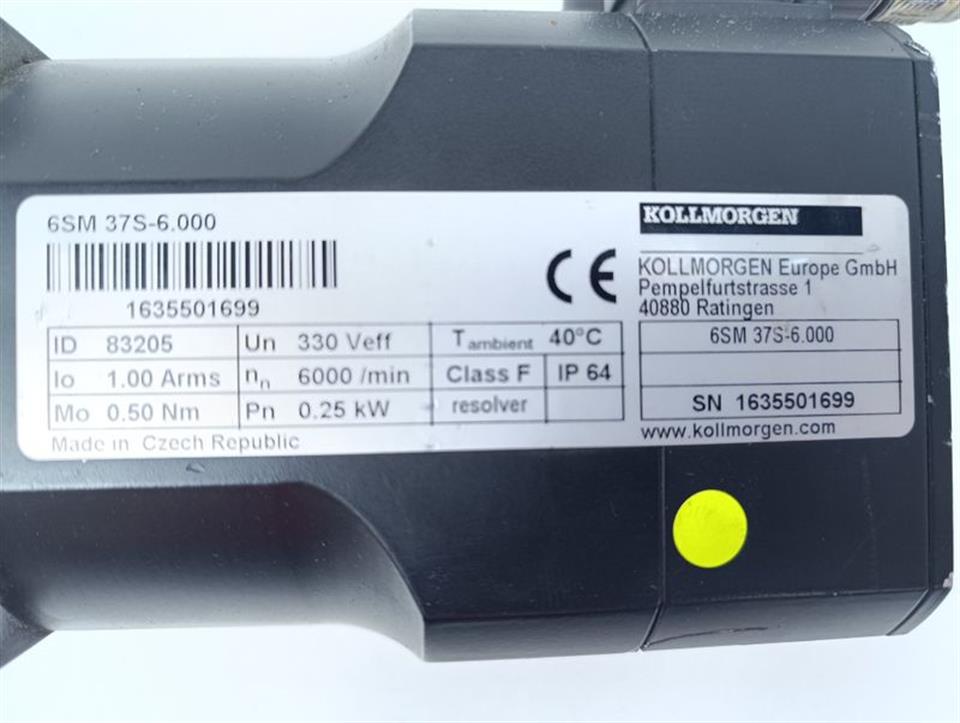 6SM 37S-6.000
1635501699
ID 83205 Un 330 Veff Tambient 40°C
Io 1.00 Arms nn 6000 /min Class F IP 64
Mo 0.50 Nm Pn 0.25 kW resolver
Made in Czech Republic
CE
KOLLMORGEN
KOLLMORGEN Europe GmbH
Pempelfurtstrasse 1
40880 Ratingen
6SM 37S-6.000
SN 1635501699
www.kollmorgen.com